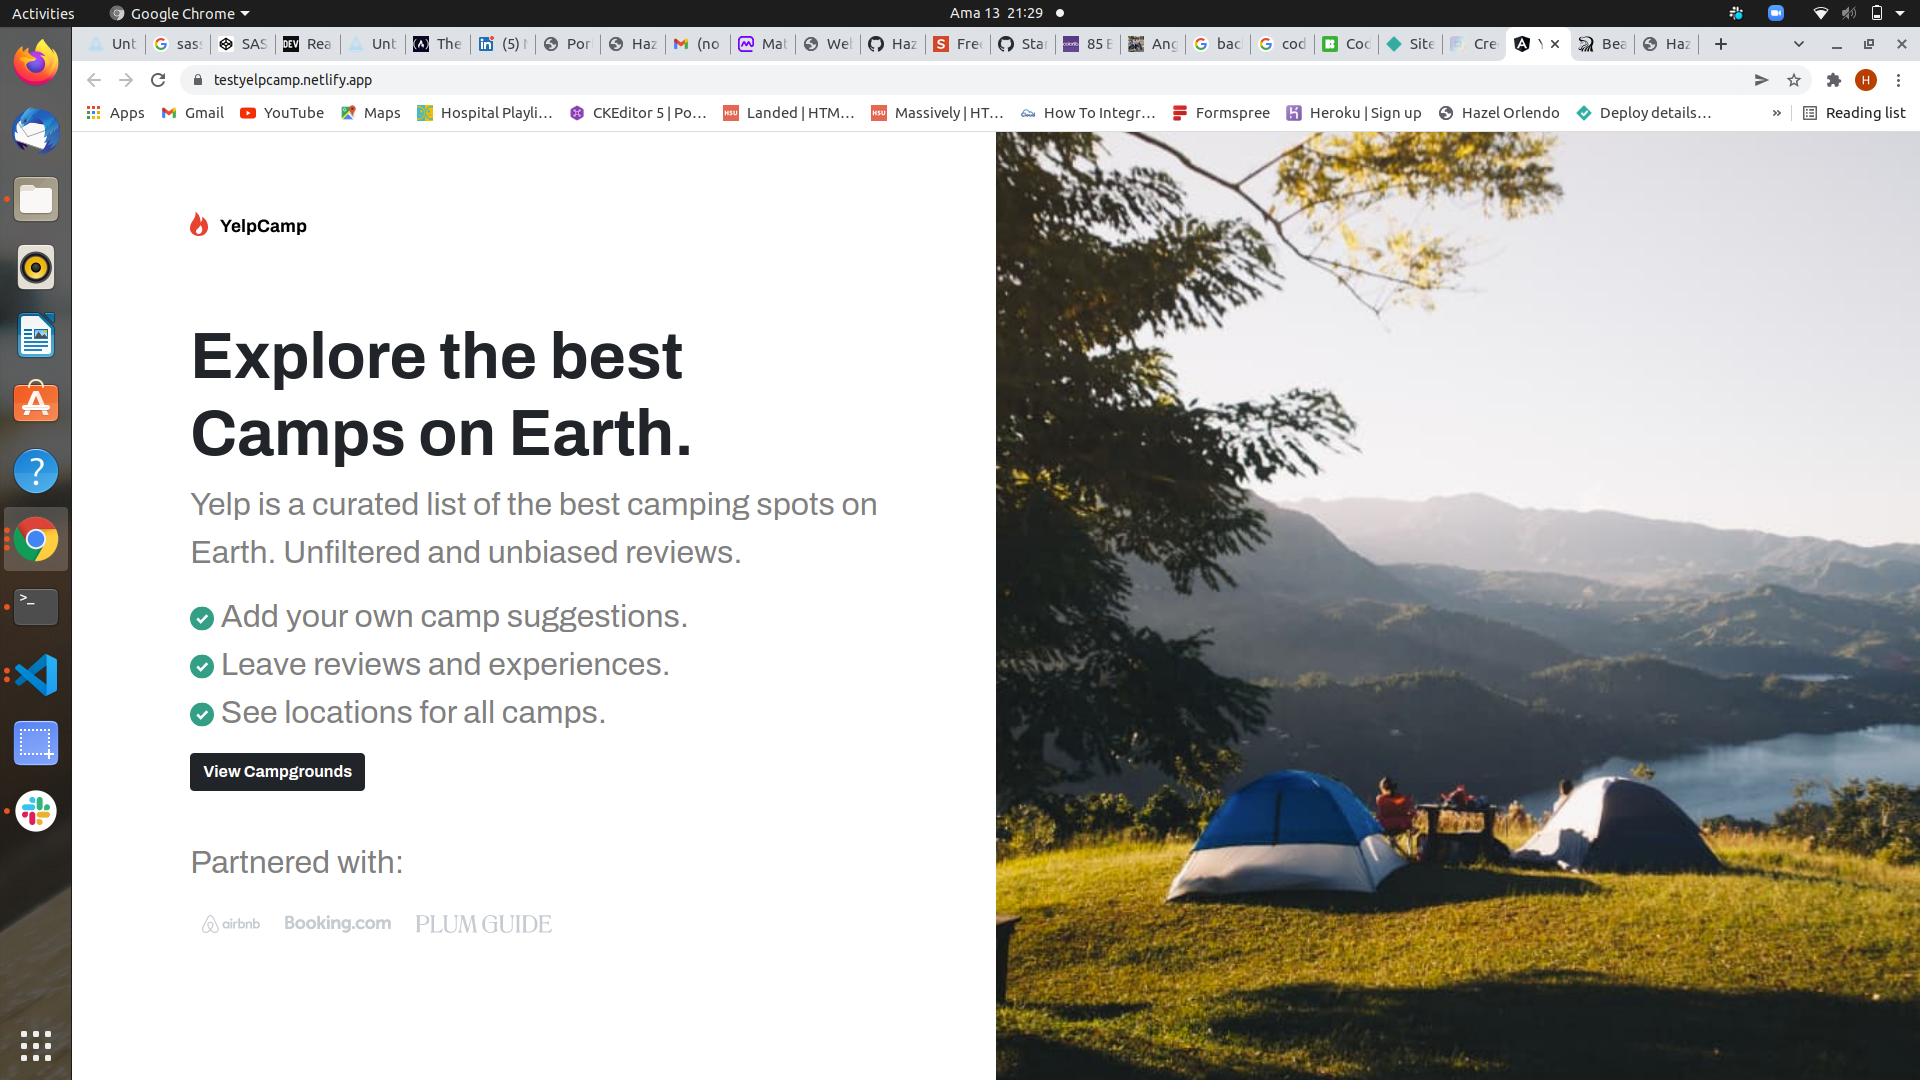 Activities
Google Chrome
Ama 13 21:29
Unt
sas
SAS
DEV
Rea
Unt
The
(5)
Por
Haz
(no
Mat
Wel
Haz
Free
Star
85 E
Ang
bac
cod
Cod
Site
Cre
Y
Bea
Haz
testyelpcamp.netlify.app
H
Apps
Gmail
YouTube
Maps
Hospital Playli...
CKEditor 5 | Po...
Landed | HTM...
Massively | HT...
How To Integr...
Formspree
Heroku | Sign up
Hazel Orlendo
Deploy details...
»
Reading list
YelpCamp
Explore the best
Camps on Earth.
Yelp is a curated list of the best camping spots on
Earth. Unfiltered and unbiased reviews.
Add your own camp suggestions.
Leave reviews and experiences.
See locations for all camps.
View Campgrounds
Partnered with:
airbnb
Booking.com
PLUM GUIDE